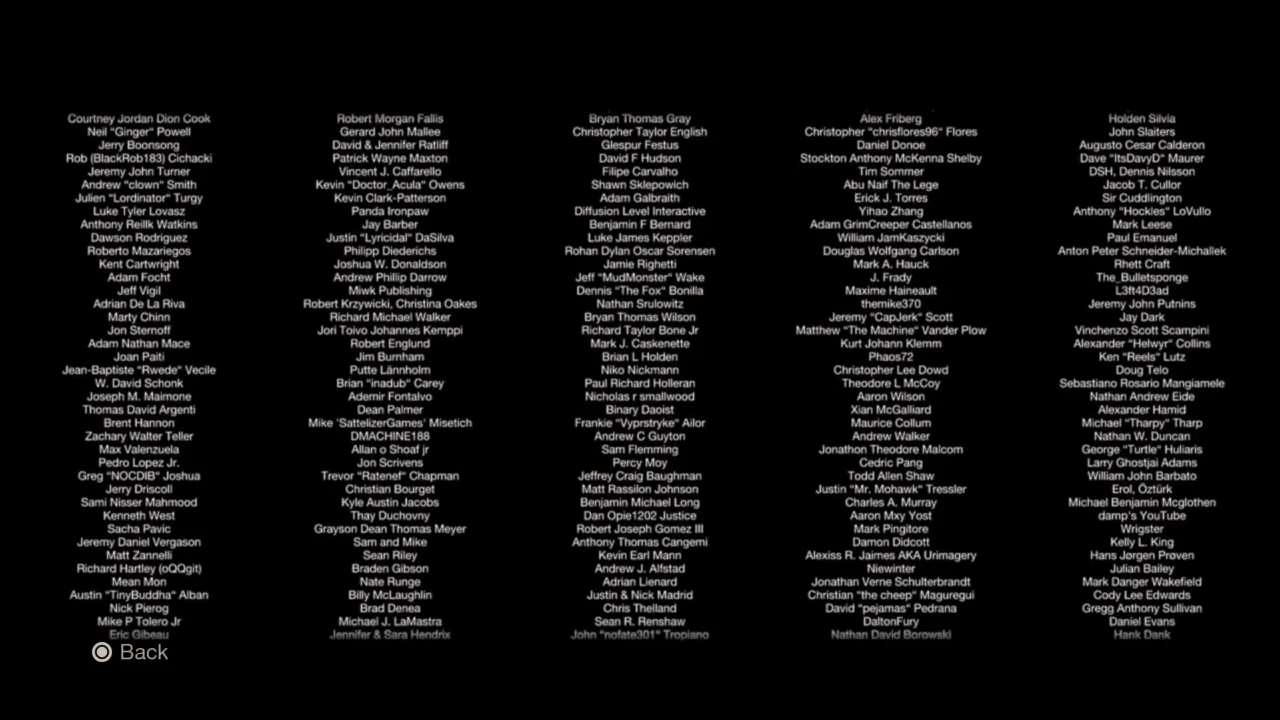 Courtney Jordan Dion Cook
Neil "Ginger" Powell
Jerry Boonsong
Rob (BlackRob183) Cichacki
Jeremy John Turner
Andrew "clown" Smith
Julien "Lordinator" Turgy
Luke Tyler Lovasz
Anthony Reillk Watkins
Dawson Rodriguez
Roberto Mazariegos
Kent Cartwright
Adam Focht
Jeff Vigil
Adrian De La Riva
Marty Chinn
Jon Sternoff
Adam Nathan Mace
Joan Paiti
Jean-Baptiste "Rwede" Vecile
W. David Schonk
Joseph M. Maimone
Thomas David Argenti
Brent Hannon
Zachary Walter Teller
Max Valenzuela
Pedro Lopez Jr.
Greg "NOCDIB" Joshua
Jerry Driscoll
Sami Nisser Mahmood
Kenneth West
Sacha Pavic
Jeremy Daniel Vergason
Matt Zannelli
Richard Hartley (oQQgit)
Mean Mon
Austin "TinyBuddha" Alban
Nick Pierog
Mike P Tolero Jr
Eric Gibeau
Robert Morgan Fallis
Gerard John Mallee
David & Jennifer Ratliff
Patrick Wayne Maxton
Vincent J. Caffarello
Kevin "Doctor_Acula" Owens
Kevin Clark-Patterson
Panda Ironpaw
Jay Barber
Justin "Lyricidal" DaSilva
Philipp Diederichs
Joshua W. Donaldson
Andrew Phillip Darrow
Miwk Publishing
Robert Krzywicki, Christina Oakes
Richard Michael Walker
Jori Toivo Johannes Kemppi
Robert Englund
Jim Burnham
Putte Lännholm
Brian "inadub" Carey
Ademir Fontalvo
Dean Palmer
Mike 'SattelizerGames' Misetich
DMACHINE188
Allan o Shoaf jr
Jon Scrivens
Trevor "Ratenef" Chapman
Christian Bourget
Kyle Austin Jacobs
Thay Duchovny
Grayson Dean Thomas Meyer
Sam and Mike
Sean Riley
Braden Gibson
Nate Runge
Billy McLaughlin
Brad Denea
Michael J. LaMastra
Jennifer & Sara Hendrix
Bryan Thomas Gray
Christopher Taylor English
Glespur Festus
David F Hudson
Filipe Carvalho
Shawn Sklepowich
Adam Galbraith
Diffusion Level Interactive
Benjamin F Bernard
Luke James Keppler
Rohan Dylan Oscar Sorensen
Jamie Righetti
Jeff "MudMonster" Wake
Dennis "The Fox" Bonilla
Nathan Srulowitz
Bryan Thomas Wilson
Richard Taylor Bone Jr
Mark J. Caskenette
Brian L Holden
Niko Nickmann
Paul Richard Holleran
Nicholas r smallwood
Binary Daoist
Frankie "Vyprstryke" Ailor
Andrew C Guyton
Sam Flemming
Percy Moy
Jeffrey Craig Baughman
Matt Rassilon Johnson
Benjamin Michael Long
Dan Opie1202 Justice
Robert Joseph Gomez III
Anthony Thomas Cangemi
Kevin Earl Mann
Andrew J. Alfstad
Adrian Lienard
Justin & Nick Madrid
Chris Thelland
Sean R. Renshaw
John "nofate301" Tropiano
Alex Friberg
Christopher "chrisflores96" Flores
Daniel Donoe
Stockton Anthony McKenna Shelby
Tim Sommer
Abu Naif The Lege
Erick J. Torres
Yihao Zhang
Adam GrimCreeper Castellanos
William JamKaszycki
Douglas Wolfgang Carlson
Mark A. Hauck
J. Frady
Maxime Haineault
themike370
Jeremy "CapJerk" Scott
Matthew "The Machine" Vander Plow
Kurt Johann Klemm
Phaos72
Christopher Lee Dowd
Theodore L McCoy
Aaron Wilson
Xian McGalliard
Maurice Collum
Andrew Walker
Jonathon Theodore Malcom
Cedric Pang
Todd Allen Shaw
Justin "Mr. Mohawk" Tressler
Charles A. Murray
Aaron Mxy Yost
Mark Pingitore
Damon Didcott
Alexiss R. Jaimes AKA Urimagery
Niewinter
Jonathan Verne Schulterbrandt
Christian "the cheep" Maguregui
David "pejamas" Pedrana
DaltonFury
Nathan David Borowski
Holden Silvia
John Slaiters
Augusto Cesar Calderon
Dave "ItsDavyD" Maurer
DSH, Dennis Nilsson
Jacob T. Cullor
Sir Cuddlington
Anthony "Hockles" LoVullo
Mark Leese
Paul Emanuel
Anton Peter Schneider-Michallek
Rhett Craft
The_Bulletsponge
L3ft4D3ad
Jeremy John Putnins
Jay Dark
Vinchenzo Scott Scampini
Alexander "Helwyr" Collins
Ken "Reels" Lutz
Doug Telo
Sebastiano Rosario Mangiamele
Nathan Andrew Eide
Alexander Hamid
Michael "Tharpy" Tharp
Nathan W. Duncan
George "Turtle" Huliaris
Larry Ghostjai Adams
William John Barbato
Erol, Öztürk
Michael Benjamin Mcglothen
damp's YouTube
Wrigster
Kelly L. King
Hans Jørgen Prøven
Julian Bailey
Mark Danger Wakefield
Cody Lee Edwards
Gregg Anthony Sullivan
Daniel Evans
Hank Dank
Back